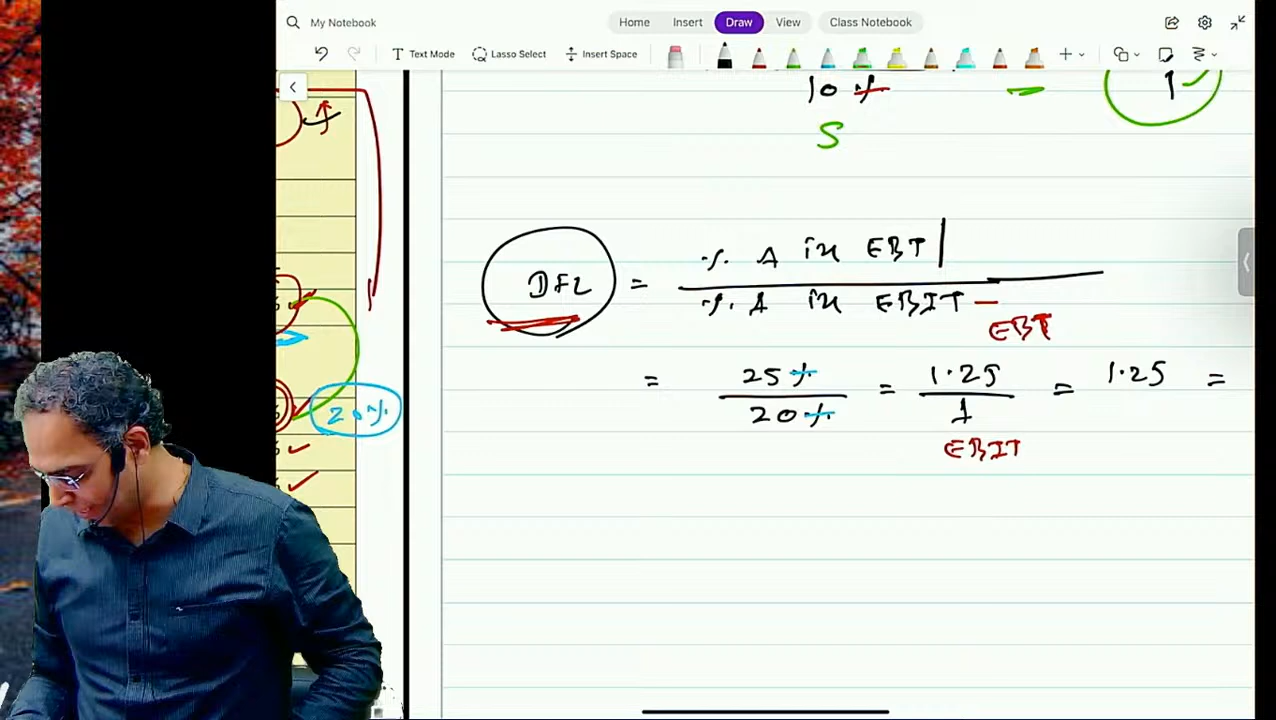 My Notebook
Home Insert Draw View Class Notebook
T Text Mode Lasso Select Insert Space
10 %
S
1
DFL = % Δ in EBT / % Δ in EBIT
EBT
= 25% / 20% = 1.25 / 1 = 1.25 =
EBIT
20%